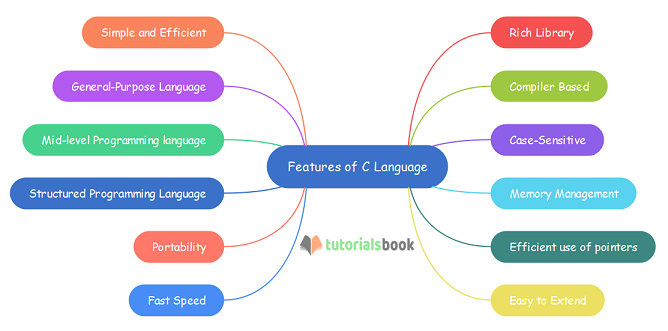 Simple and Efficient
General-Purpose Language
Mid-level Programming language
Structured Programming Language
Portability
Fast Speed
Features of C Language
tutorialsbook
Rich Library
Compiler Based
Case-Sensitive
Memory Management
Efficient use of pointers
Easy to Extend